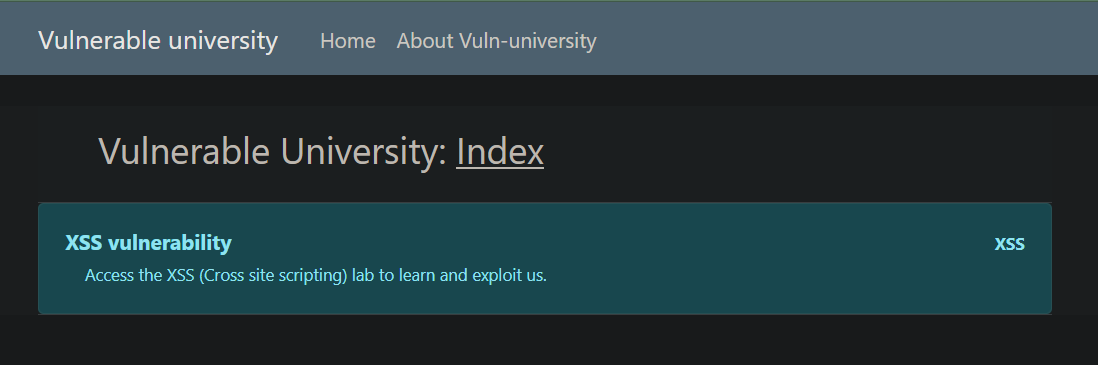 Vulnerable university Home About Vuln-university
Vulnerable University: Index
XSS vulnerability XSS
Access the XSS (Cross site scripting) lab to learn and exploit us.